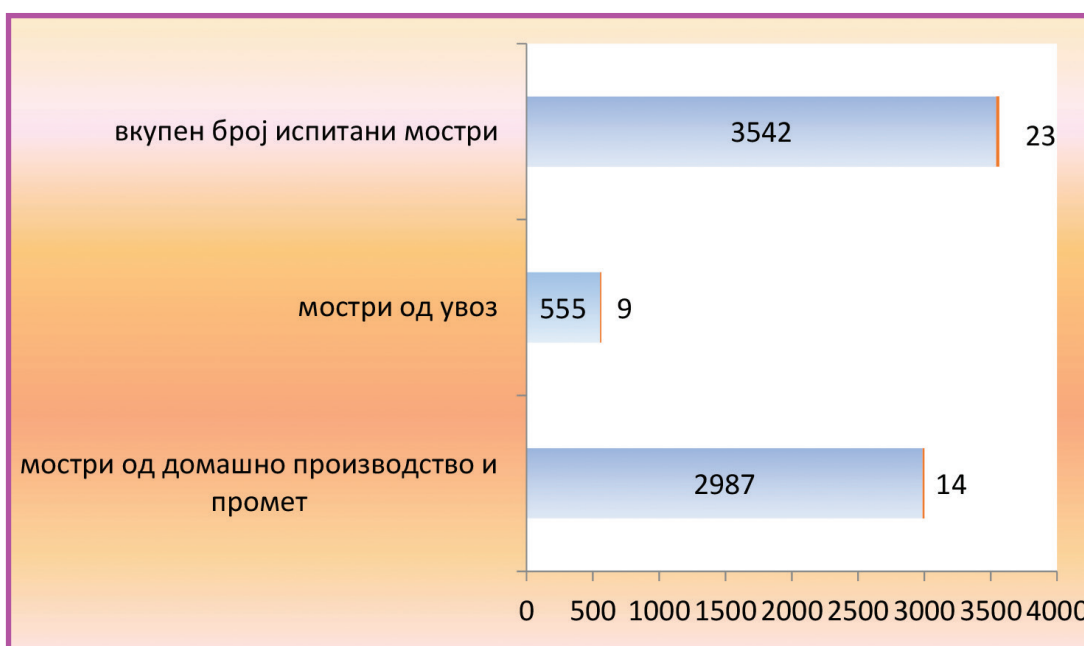 вкупен број испитани мостри
3542
23
мостри од увоз
555
9
мостри од домашно производство и
промет
2987
14
0 500 1000 1500 2000 2500 3000 3500 4000